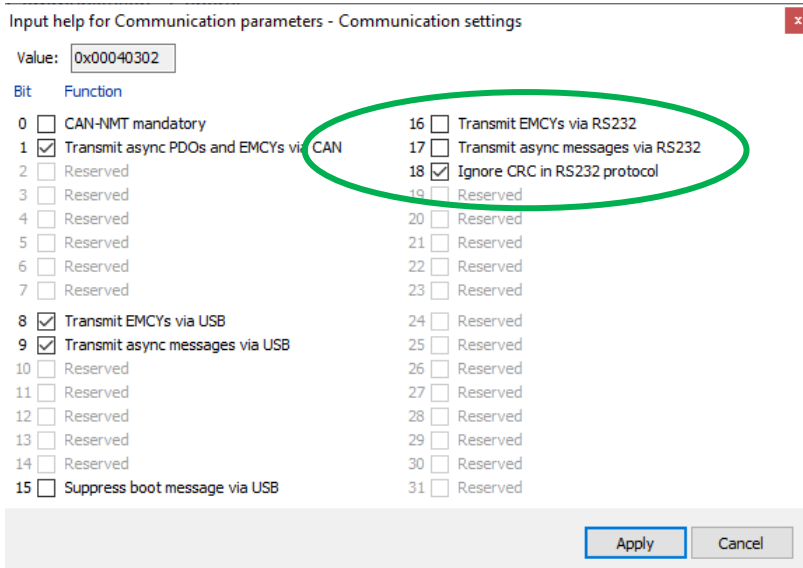 Input help for Communication parameters - Communication settings
x
Value: 0x00040302
Bit Function
0 CAN-NMT mandatory
1 Transmit async PDOs and EMCYs via CAN
2 Reserved
3 Reserved
4 Reserved
5 Reserved
6 Reserved
7 Reserved
8 Transmit EMCYs via USB
9 Transmit async messages via USB
10 Reserved
11 Reserved
12 Reserved
13 Reserved
14 Reserved
15 Suppress boot message via USB
16 Transmit EMCYs via RS232
17 Transmit async messages via RS232
18 Ignore CRC in RS232 protocol
19 Reserved
20 Reserved
21 Reserved
22 Reserved
23 Reserved
24 Reserved
25 Reserved
26 Reserved
27 Reserved
28 Reserved
29 Reserved
30 Reserved
31 Reserved
Apply Cancel